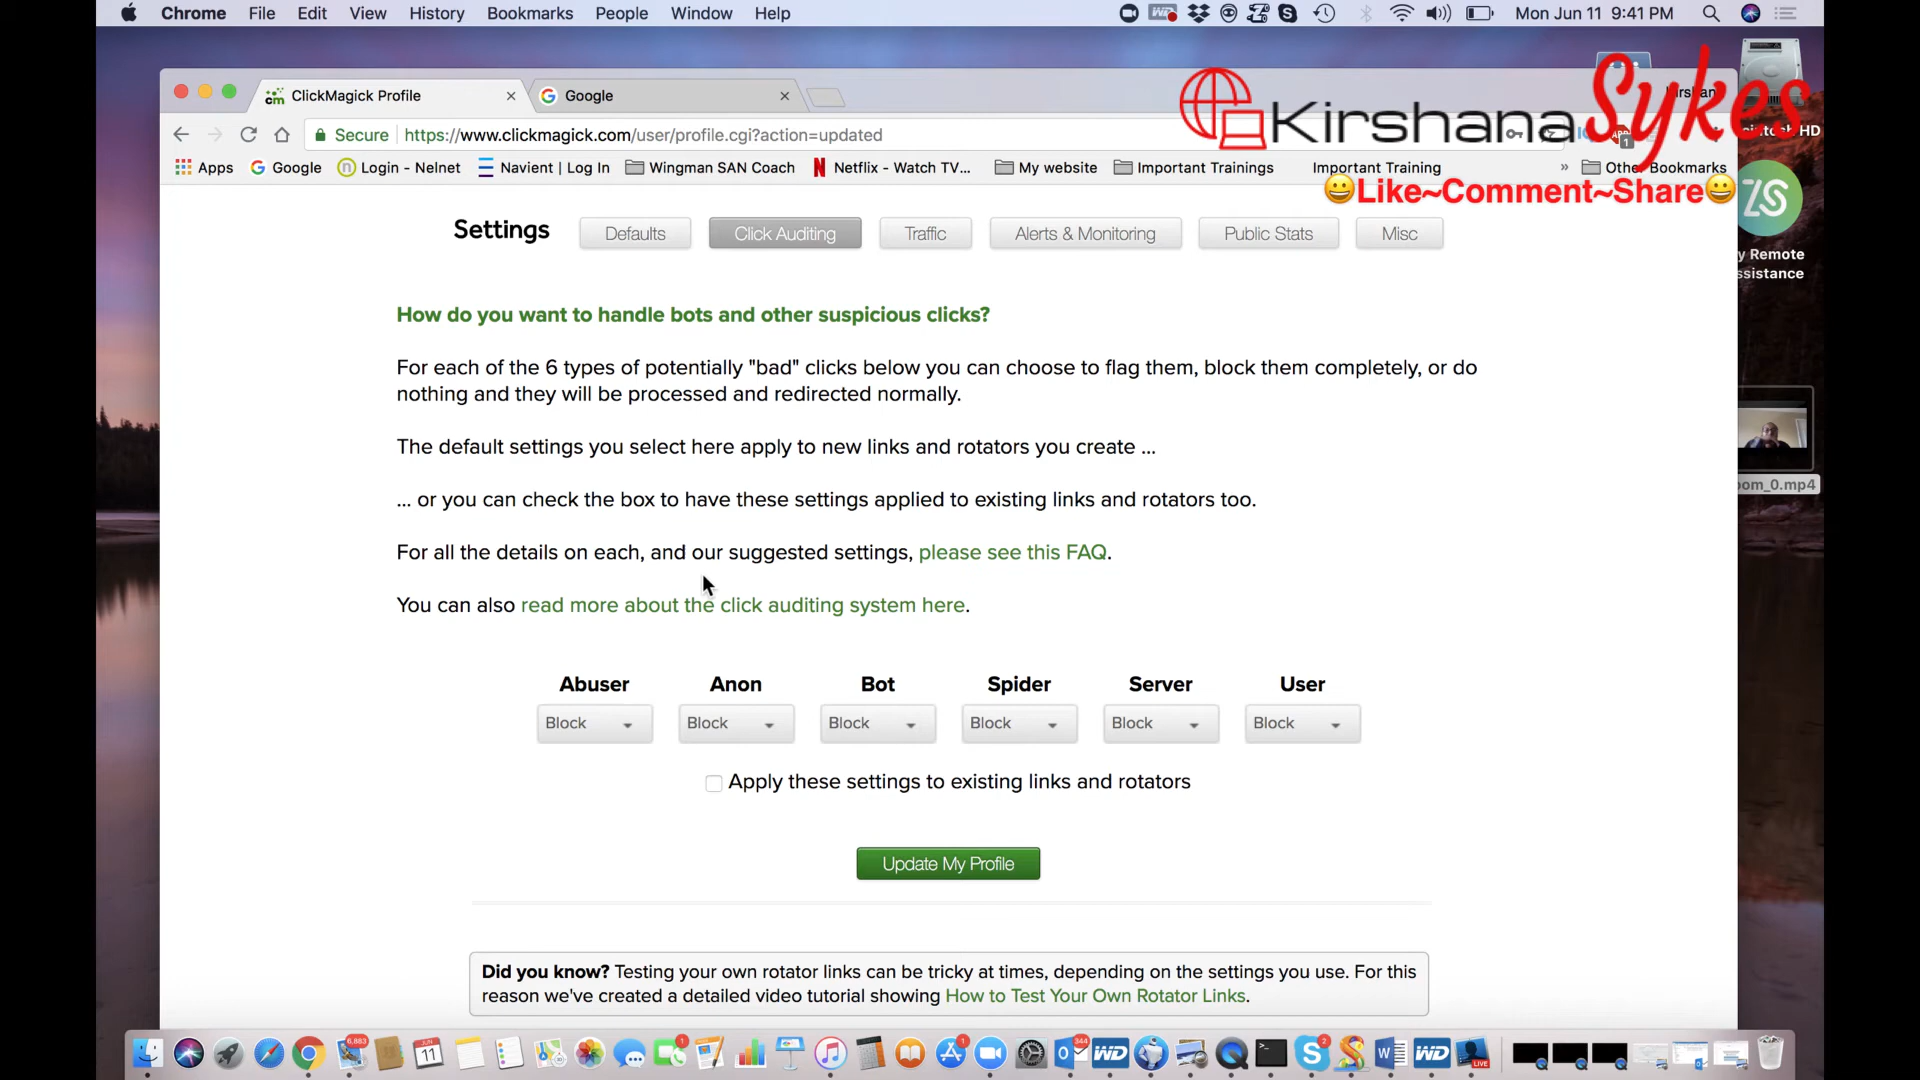 Chrome File Edit View History Bookmarks People Window Help Mon Jun 11 9:41 PM
ClickMagick Profile Google
Kirshana Sykes
HD
Secure https://www.clickmagick.com/user/profile.cgi?action=updated
Apps Google Login - Nelnet Navient | Log In Wingman SAN Coach Netflix - Watch TV... My website Important Trainings Important Training » Other Bookmarks
😀Like~Comment~Share😀
ZS
Settings Defaults Click Auditing Traffic Alerts & Monitoring Public Stats Misc
y Remote
ssistance
How do you want to handle bots and other suspicious clicks?
For each of the 6 types of potentially "bad" clicks below you can choose to flag them, block them completely, or do
nothing and they will be processed and redirected normally.
The default settings you select here apply to new links and rotators you create ...
... or you can check the box to have these settings applied to existing links and rotators too.
oom_0.mp4
For all the details on each, and our suggested settings, please see this FAQ.
You can also read more about the click auditing system here.
Abuser Anon Bot Spider Server User
Block Block Block Block Block Block
Apply these settings to existing links and rotators
Update My Profile
Did you know? Testing your own rotator links can be tricky at times, depending on the settings you use. For this
reason we've created a detailed video tutorial showing How to Test Your Own Rotator Links.